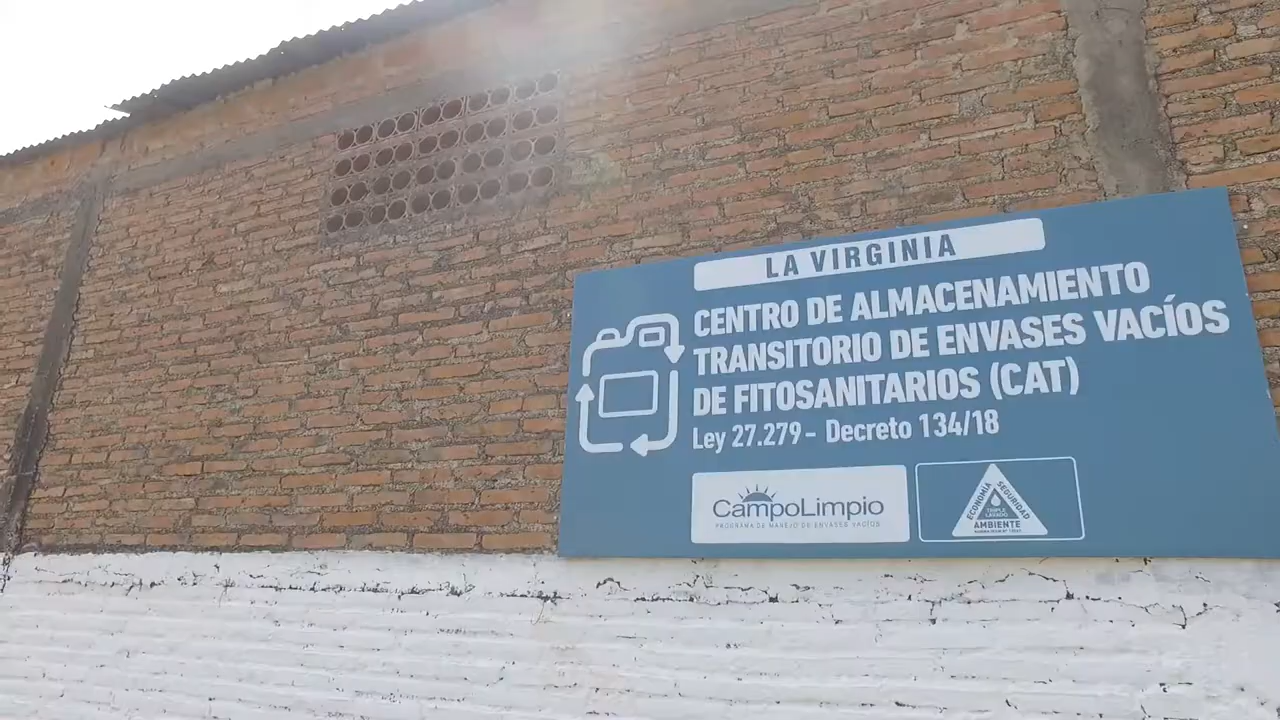 LA VIRGINIA
CENTRO DE ALMACENAMIENTO
TRANSITORIO DE ENVASES VACÍOS
DE FITOSANITARIOS (CAT)
Ley 27.279 - Decreto 134/18
CampoLimpio
PROGRAMA DE MANEJO DE ENVASES VACÍOS
ECONOMÍA
SEGURIDAD
TRIPLE
LAVADO
AMBIENTE